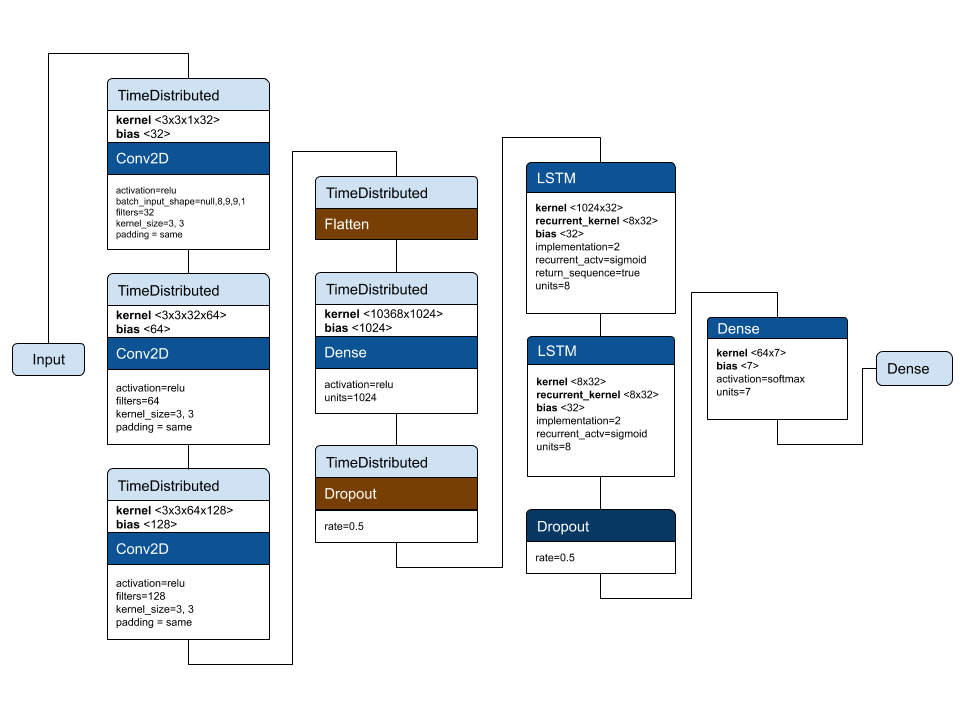 Input
TimeDistributed
kernel <3x3x1x32>
bias <32>
Conv2D
activation=relu
batch_input_shape=null,8,9,9,1
filters=32
kernel_size=3, 3
padding = same
TimeDistributed
kernel <3x3x32x64>
bias <64>
Conv2D
activation=relu
filters=64
kernel_size=3, 3
padding = same
TimeDistributed
kernel <3x3x64x128>
bias <128>
Conv2D
activation=relu
filters=128
kernel_size=3, 3
padding = same
TimeDistributed
Flatten
TimeDistributed
kernel <10368x1024>
bias <1024>
Dense
activation=relu
units=1024
TimeDistributed
Dropout
rate=0.5
LSTM
kernel <1024x32>
recurrent_kernel <8x32>
bias <32>
implementation=2
recurrent_actv=sigmoid
return_sequence=true
units=8
LSTM
kernel <8x32>
recurrent_kernel <8x32>
bias <32>
implementation=2
recurrent_actv=sigmoid
units=8
Dropout
rate=0.5
Dense
kernel <64x7>
bias <7>
activation=softmax
units=7
Dense